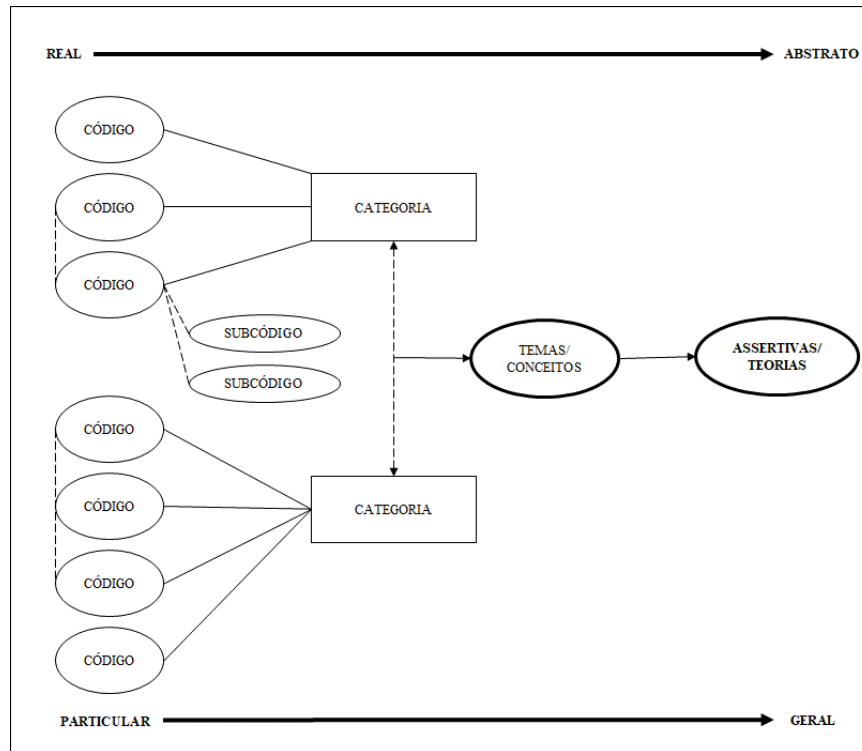 REAL
ABSTRATO
CÓDIGO
CÓDIGO
CATEGORIA
CÓDIGO
SUBCÓDIGO
SUBCÓDIGO
TEMAS/
CONCEITOS
ASSERTIVAS/
TEORIAS
CÓDIGO
CÓDIGO
CATEGORIA
CÓDIGO
CÓDIGO
PARTICULAR
GERAL